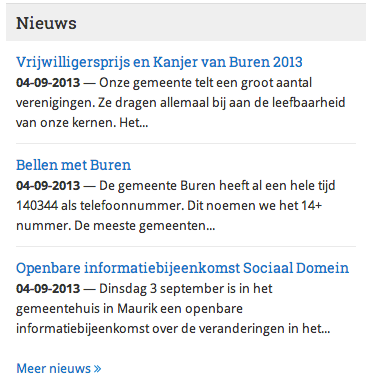 Nieuws
Vrijwilligersprijs en Kanjer van Buren 2013
04-09-2013 — Onze gemeente telt een groot aantal
verenigingen. Ze dragen allemaal bij aan de leefbaarheid
van onze kernen. Het...
Bellen met Buren
04-09-2013 — De gemeente Buren heeft al een hele tijd
140344 als telefoonnummer. Dit noemen we het 14+
nummer. De meeste gemeenten...
Openbare informatiebijeenkomst Sociaal Domein
04-09-2013 — Dinsdag 3 september is in het
gemeentehuis in Maurik een openbare
informatiebijeenkomst over de veranderingen in het...
Meer nieuws »